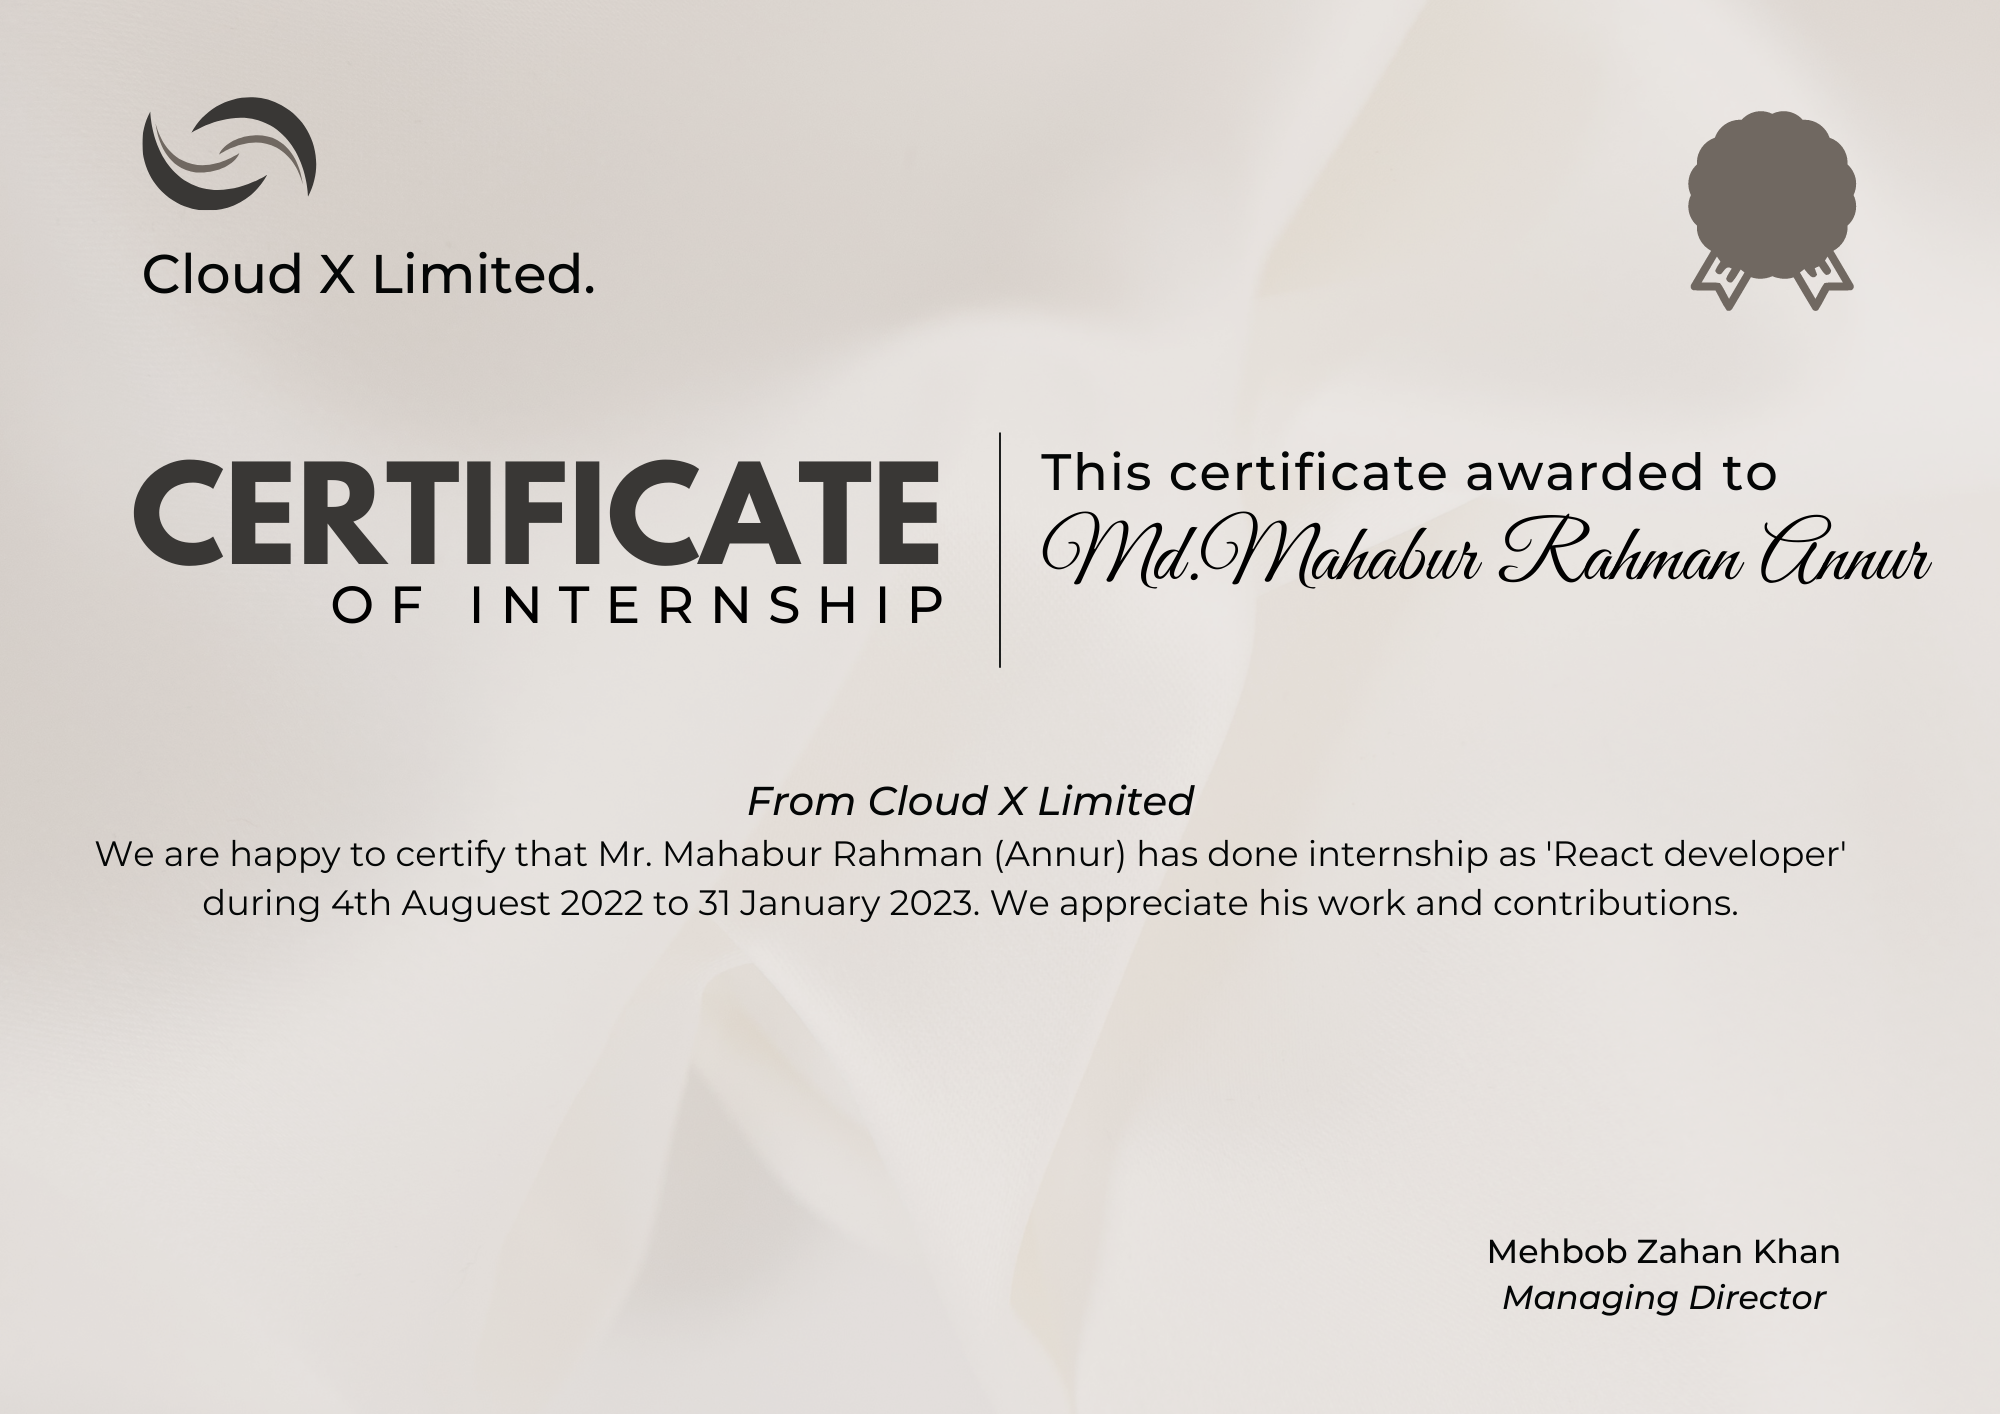 Cloud X Limited.
CERTIFICATE
OF INTERNSHIP
This certificate awarded to
Md.Mahabur Rahman Annur
From Cloud X Limited
We are happy to certify that Mr. Mahabur Rahman (Annur) has done internship as 'React developer'
during 4th Auguest 2022 to 31 January 2023. We appreciate his work and contributions.
Mehbob Zahan Khan
Managing Director